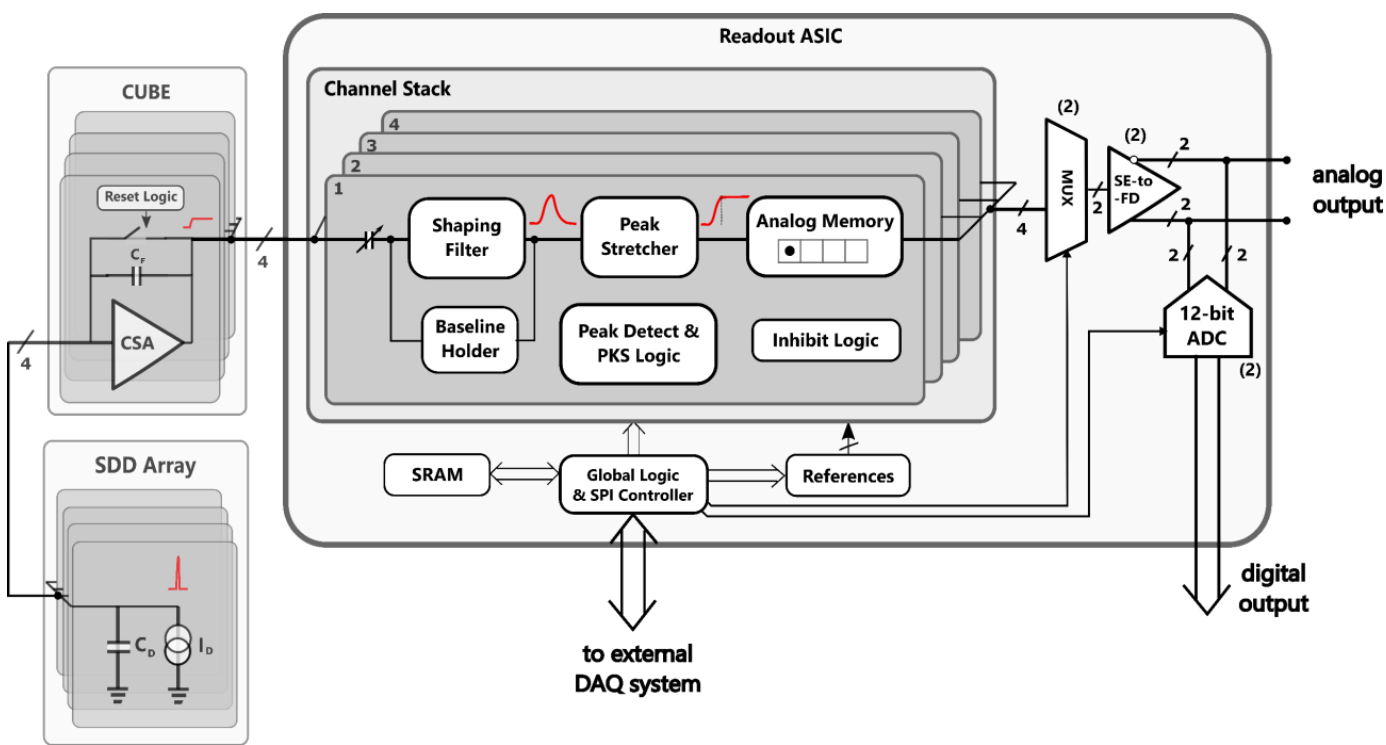 Readout ASIC
CUBE
Reset Logic
C_F
CSA
4
4
SDD Array
C_D
I_D
Channel Stack
4
3
2
1
Shaping
Filter
Peak
Stretcher
Analog Memory
Baseline
Holder
Peak Detect &
PKS Logic
Inhibit Logic
4
(2)
MUX
2
(2)
SE-to
-FD
2
2
2
2
analog
output
12-bit
ADC
(2)
SRAM
Global Logic
& SPI Controller
References
to external
DAQ system
digital
output